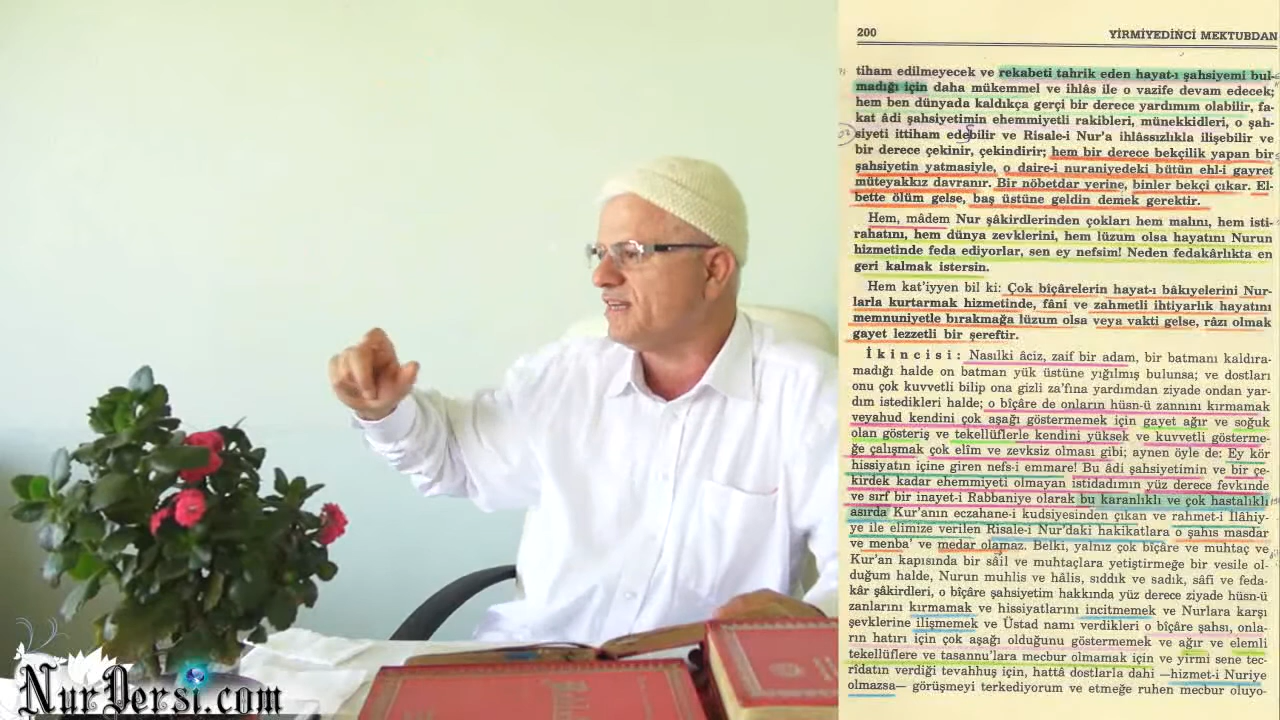 200 YİRMİYEDİNCİ MEKTUBDAN
tiham edilmeyecek ve rekabeti tahrik eden hayat-ı şahsiyemi bul-
madığı için daha mükemmel ve ihlâs ile o vazife devam edecek;
hem ben dünyada kaldıkça gerçi bir derece yardımım olabilir, fa-
kat âdi şahsiyetimin ehemmiyetli rakibleri, münekkidleri, o şah-
siyeti ittiham edebilir ve Risale-i Nur'a ihlâssızlıkla ilişebilir ve
bir derece çekinir, çekindirir; hem bir derece bekçilik yapan bir
şahsiyetin yatmasiyle, o daire-i nuraniyedeki bütün ehl-i gayret
müteyakkız davranır. Bir nöbetdar yerine, binler bekçi çıkar. El-
bette ölüm gelse, baş üstüne geldin demek gerektir.
Hem, mâdem Nur şâkirdlerinden çokları hem malını, hem isti-
rahatını, hem dünya zevklerini, hem lüzum olsa hayatını Nurun
hizmetinde feda ediyorlar, sen ey nefsim! Neden fedakârlıkta en
geri kalmak istersin.
Hem kat'iyyen bil ki: Çok bîçârelerin hayat-ı bâkıyelerini Nur-
larla kurtarmak hizmetinde, fâni ve zahmetli ihtiyarlık hayatını
memnuniyetle bırakmağa lüzum olsa veya vakti gelse, râzı olmak
gayet lezzetli bir şereftir.
İkincisi: Nasılki âciz, zaif bir adam, bir batmanı kaldıra-
madığı halde on batman yük üstüne yığılmış bulunsa; ve dostları
onu çok kuvvetli bilip ona gizli za'fına yardımdan ziyade ondan yar-
dım istedikleri halde; o bîçâre de onların hüsn-ü zannını kırmamak
veyahud kendini çok aşağı göstermemek için gayet ağır ve soğuk
olan gösteriş ve tekellüflerle kendini yüksek ve kuvvetli gösterme-
ğe çalışmak çok elîm ve zevksiz olması gibi; aynen öyle de: Ey kör
hissiyatın içine giren nefs-i emmare! Bu âdi şahsiyetimin ve bir çe-
kirdek kadar ehemmiyeti olmayan istidadımın yüz derece fevkinde
ve sırf bir inayet-i Rabbaniye olarak bu karanlıklı ve çok hastalıklı
asırda Kur'anın eczahane-i kudsiyesinden çıkan ve rahmet-i İlâhiy-
ye ile elimize verilen Risale-i Nur'daki hakikatlara o şahıs masdar
ve menba' ve medar olamaz. Belki, yalnız çok bîçâre ve muhtaç ve
Kur'an kapısında bir sâil ve muhtaçlara yetiştirmeğe bir vesile ol-
duğum halde, Nurun muhlis ve hâlis, sıddık ve sadık, sâfi ve feda-
kâr şâkirdleri, o bîçâre şahsiyetim hakkında yüz derece ziyade hüsn-ü
zanlarını kırmamak ve hissiyatlarını incitmemek ve Nurlara karşı
şevklerine ilişmemek ve Üstad namı verdikleri o bîçâre şahsı, onla-
rın hatırı için çok aşağı olduğunu göstermemek ve ağır ve elemli
tekellüflere ve tasannu'lara mecbur olmamak için ve yirmi sene tec-
rîdatın verdiği tevahhuş için, hattâ dostlarla dahi —hizmet-i Nuriye
olmazsa— görüşmeyi terkediyorum ve etmeğe ruhen mecbur oluyo-
NurDersi.com